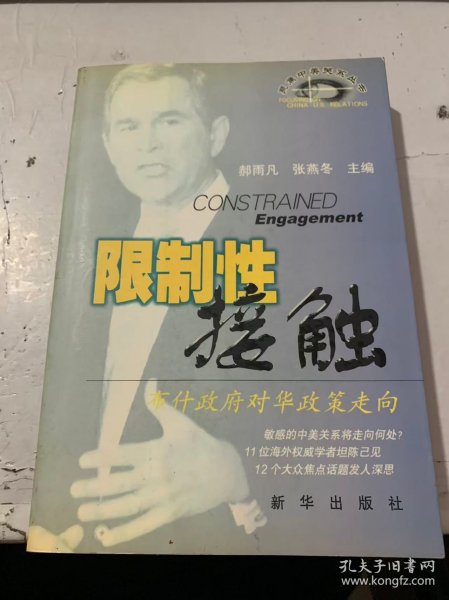 聚焦中美关系丛书
FOCUSING ON
CHINA-U.S. RELATIONS
郝雨凡 张燕冬 主编
CONSTRAINED
Engagement
限制性
接触
布什政府对华政策走向
敏感的中美关系将走向何处?
11位海外权威学者坦陈己见
12个大众焦点话题发人深思
新华出版社
孔夫子旧书网
www.kongfz.com